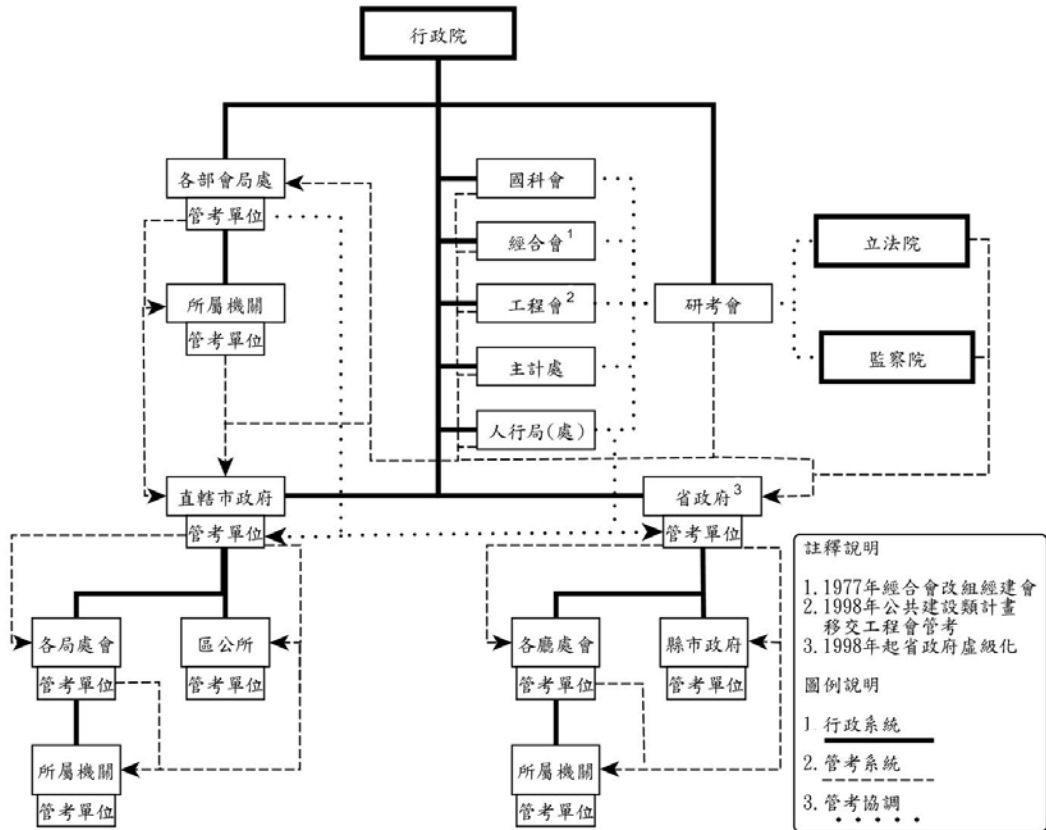 行政院
各部會局處
管考單位
所屬機關
管考單位
國科會
經合會1
工程會2
主計處
人行局(處)
研考會
立法院
監察院
直轄市政府
管考單位
省政府3
管考單位
各局處會
管考單位
所屬機關
管考單位
區公所
各廳處會
管考單位
所屬機關
管考單位
縣市政府
管考單位
註釋說明
1.1977年經合會改組經建會
2.1998年公共建設類計畫
移交工程會管考
3.1998年起省政府虛級化
圖例說明
1.行政系統
2.管考系統
3.管考協調